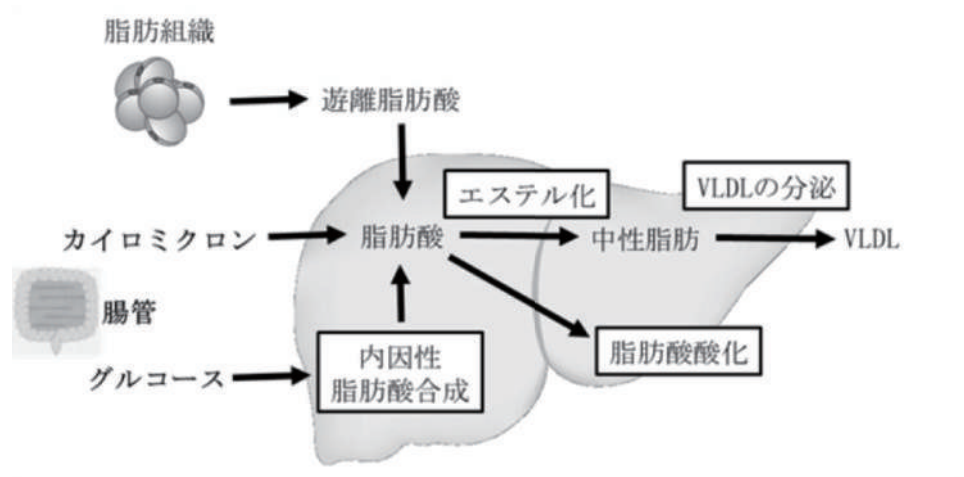 脂肪組織
遊離脂肪酸
エステル化
VLDLの分泌
カイロミクロン
脂肪酸
中性脂肪
VLDL
腸管
内因性
脂肪酸合成
脂肪酸酸化
グルコース